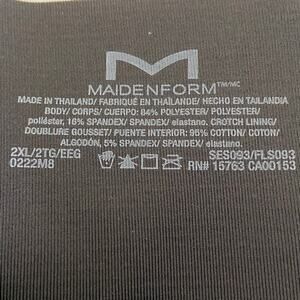 MAIDENFORM™/MC
MADE IN THAILAND/ FABRIQUÉ EN THAÏLANDE/ HECHO EN TAILANDIA
BODY/ CORPS/ CUERPO: 84% POLYESTER/ POLYESTER/
poliéster, 16% SPANDEX/ SPANDEX/ elastano. CROTCH LINING/
DOUBLURE GOUSSET/ PUENTE INTERIOR: 95% COTTON/ COTON/
ALGODÓN, 5% SPANDEX/ SPANDEX/ elastano.
2XL/2TG/EEG SES093/FLS093
0222M8 RN# 15763 CA00153